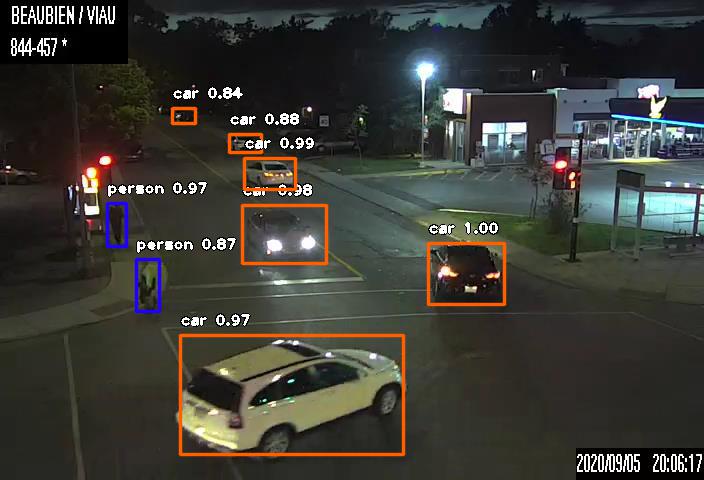 BEAUBIEN / VIAU
844-457 *
car 0.84
car 0.88
car 0.99
person 0.97
car 0.98
car 1.00
person 0.87
car 0.97
2020/09/05 20:06:17